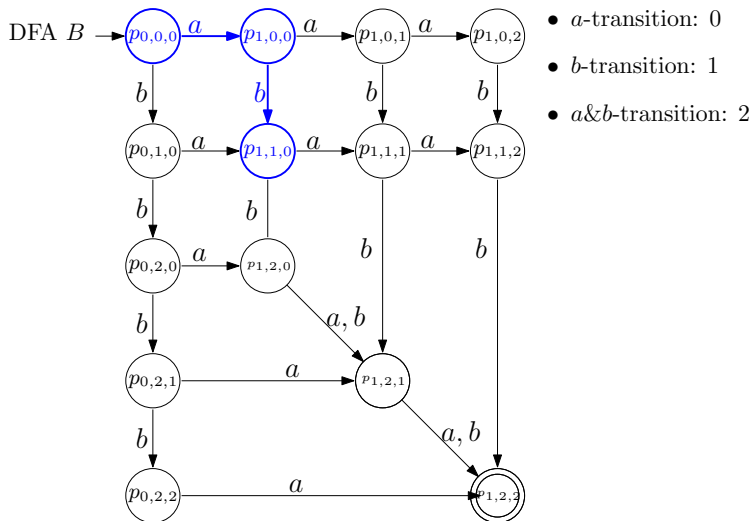 DFA B p0,0,0 a p1,0,0 a p1,0,1 a p1,0,2
• a-transition: 0
• b-transition: 1
• a&b-transition: 2
b b b b
p0,1,0 a p1,1,0 a p1,1,1 a p1,1,2
b b b b
p0,2,0 a p1,2,0
b a, b
p0,2,1 a p1,2,1
b a, b
p0,2,2 a p1,2,2